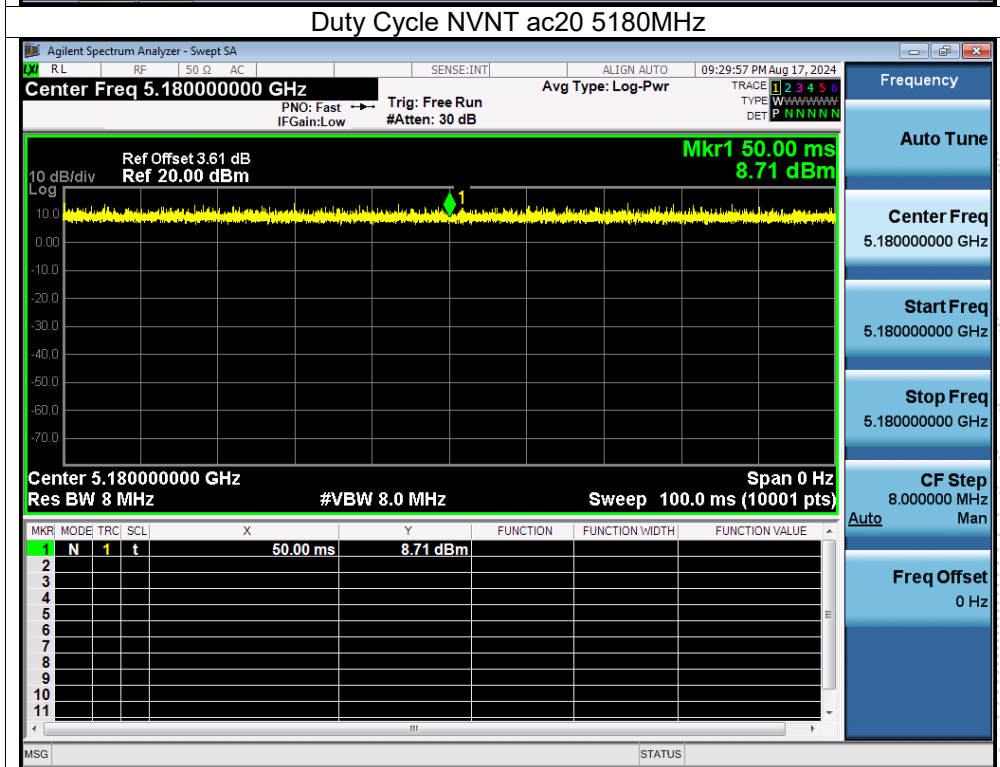 Duty Cycle NVNT ac20 5180MHz
Agilent Spectrum Analyzer - Swept SA
LXI RL RF 50 Ω AC SENSE:INT ALIGN AUTO 09:29:57 PM Aug 17, 2024
Center Freq 5.180000000 GHz Avg Type: Log-Pwr TRACE 1 2 3 4 5 6
PNO: Fast Trig: Free Run TYPE WWWWWW
IFGain:Low #Atten: 30 dB DET P N N N N N
Mkr1 50.00 ms
Ref Offset 3.61 dB
10 dB/div Ref 20.00 dBm 8.71 dBm
Log
1
10.0
0.00
-10.0
-20.0
-30.0
-40.0
-50.0
-60.0
-70.0
Center 5.180000000 GHz Span 0 Hz
Res BW 8 MHz #VBW 8.0 MHz Sweep 100.0 ms (10001 pts)
MKR MODE TRC SCL X Y FUNCTION FUNCTION WIDTH FUNCTION VALUE
1 N 1 t 50.00 ms 8.71 dBm
2
3
4
5
6
7
8
9
10
11
MSG STATUS
Frequency
Auto Tune
Center Freq
5.180000000 GHz
Start Freq
5.180000000 GHz
Stop Freq
5.180000000 GHz
CF Step
8.000000 MHz
Auto Man
Freq Offset
0 Hz